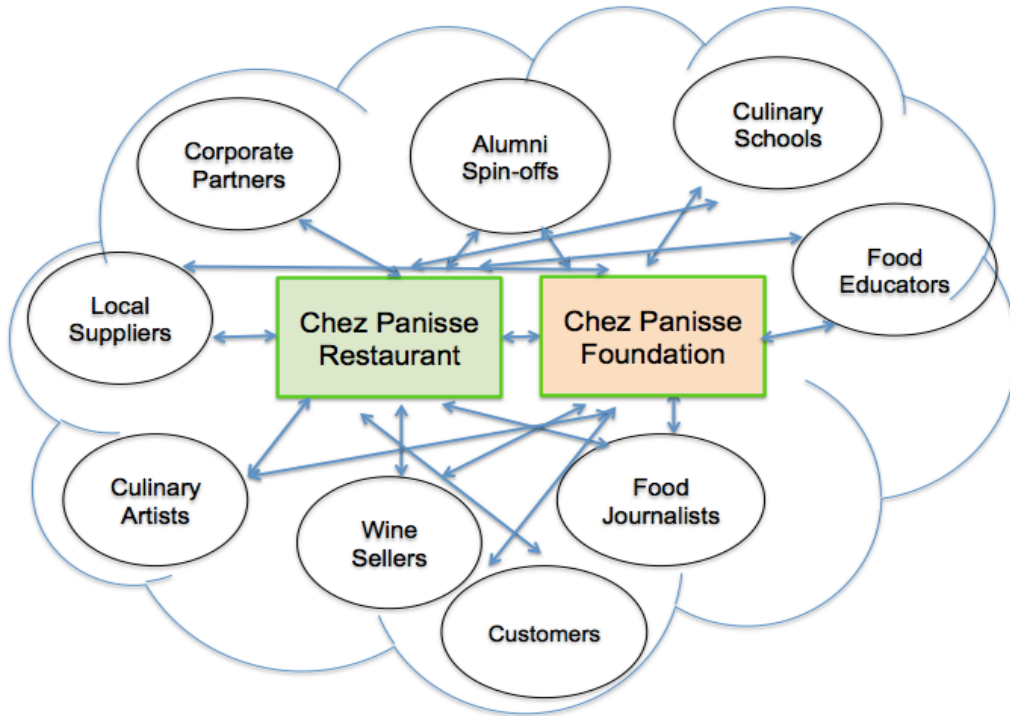 Corporate
Partners
Alumni
Spin-offs
Culinary
Schools
Local
Suppliers
Chez Panisse
Restaurant
Chez Panisse
Foundation
Food
Educators
Culinary
Artists
Wine
Sellers
Customers
Food
Journalists